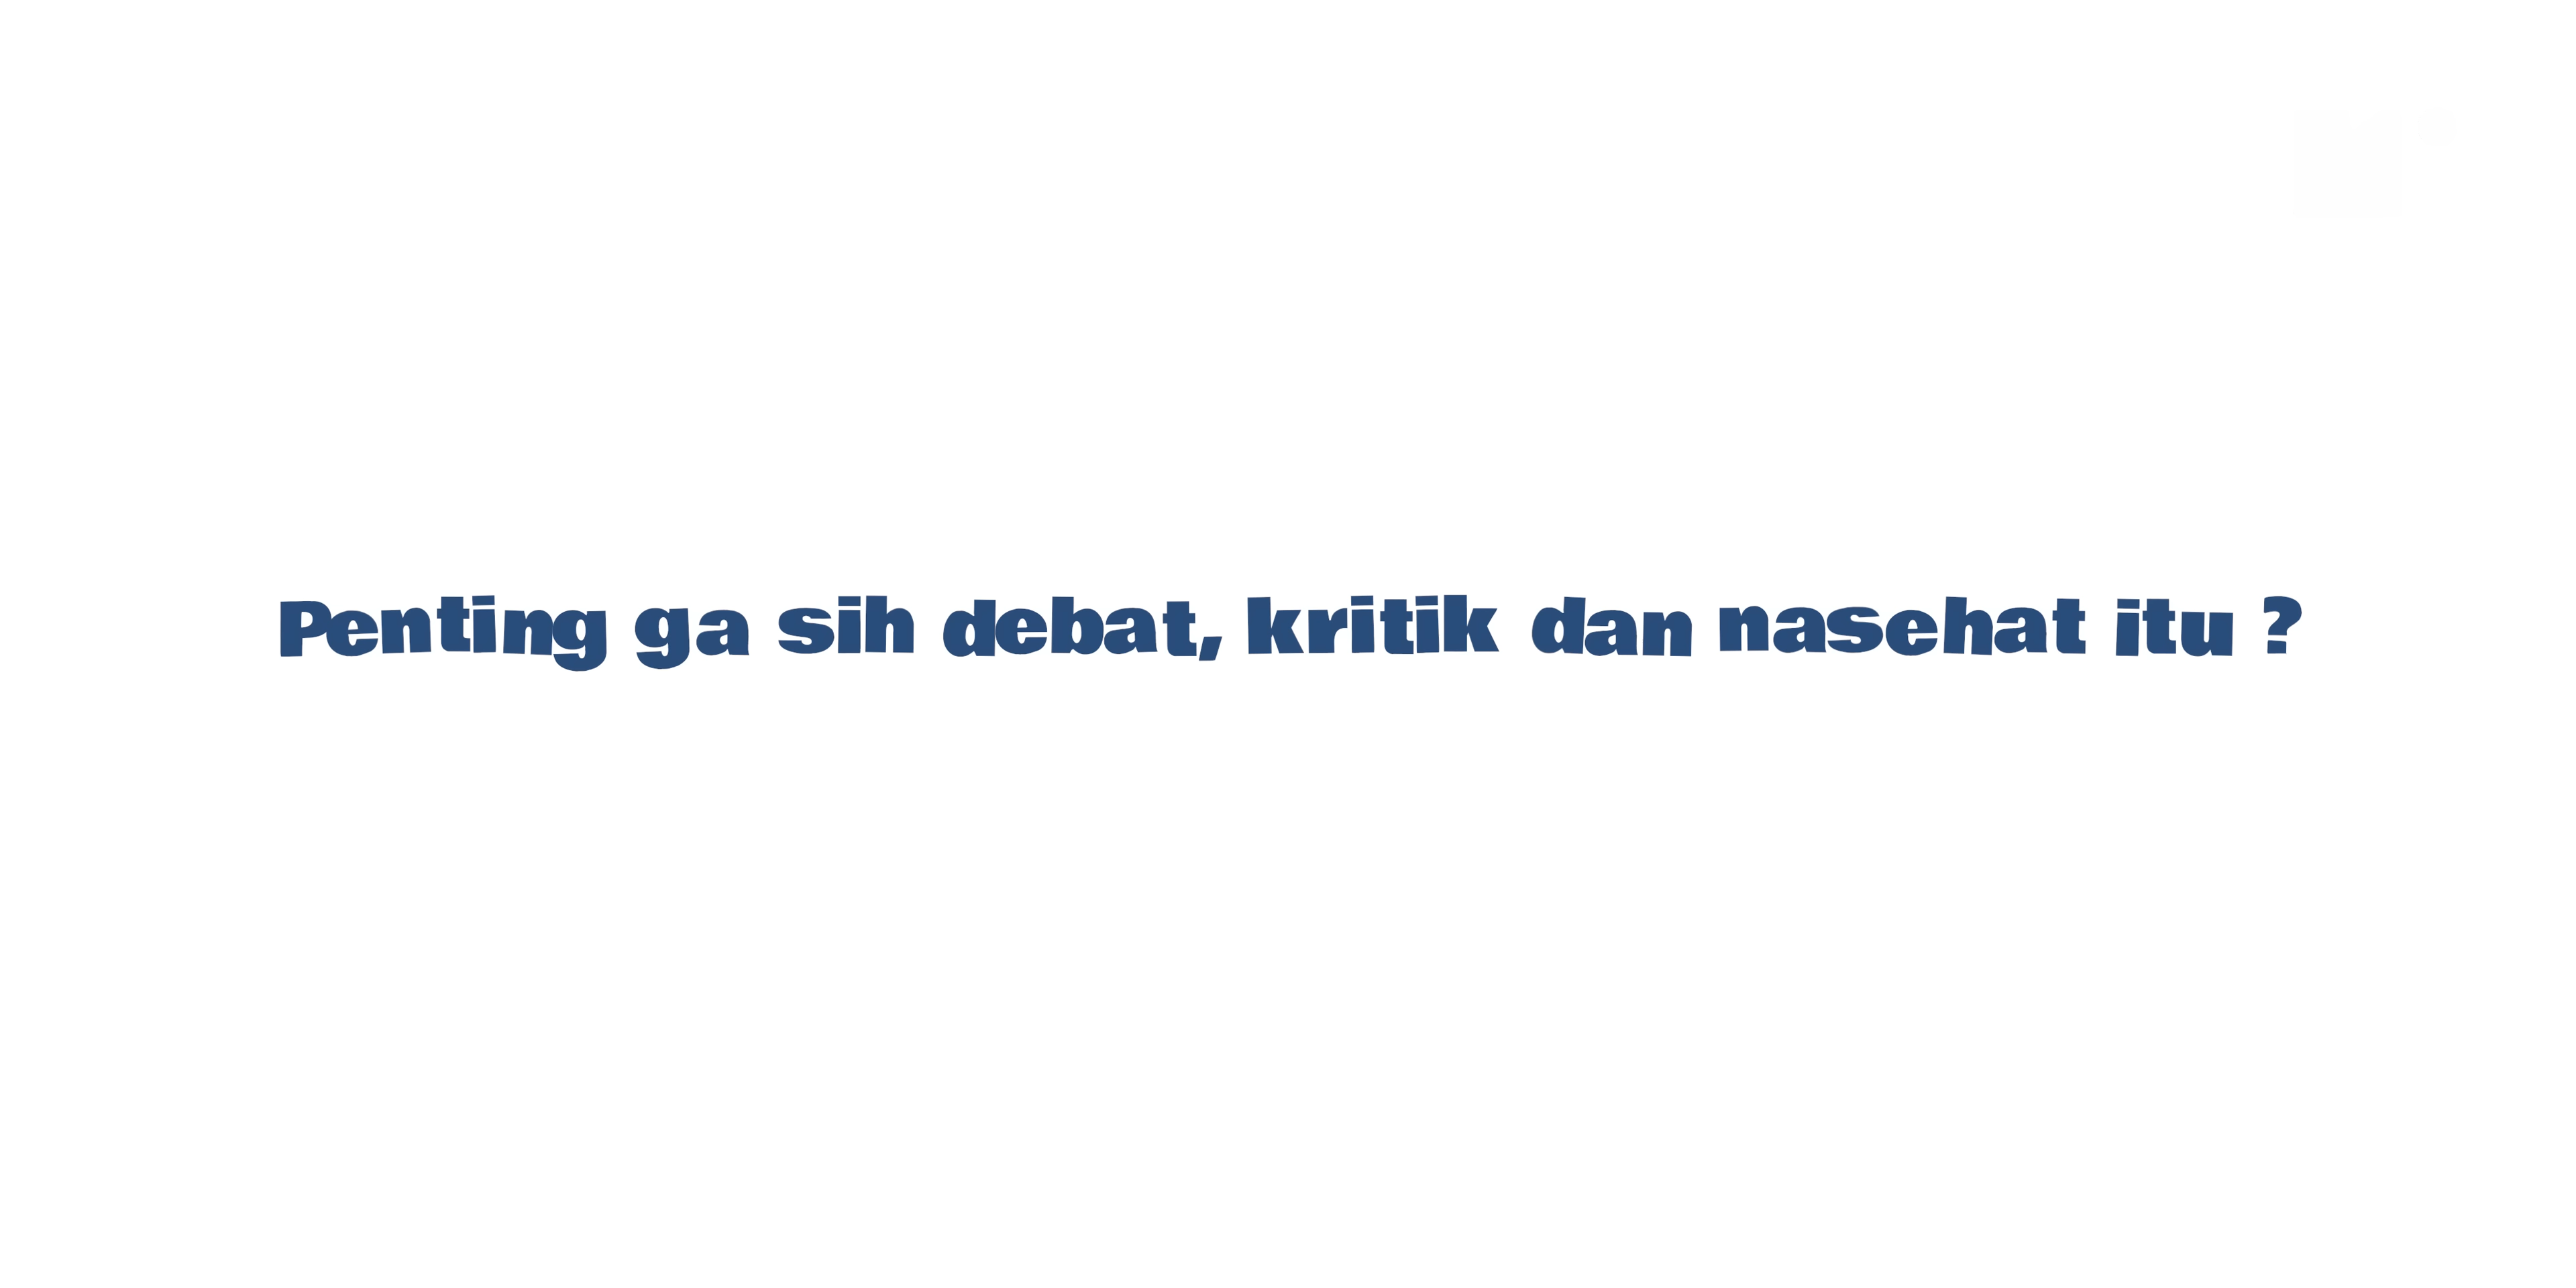 Penting ga sih debat, kritik dan nasehat itu ?